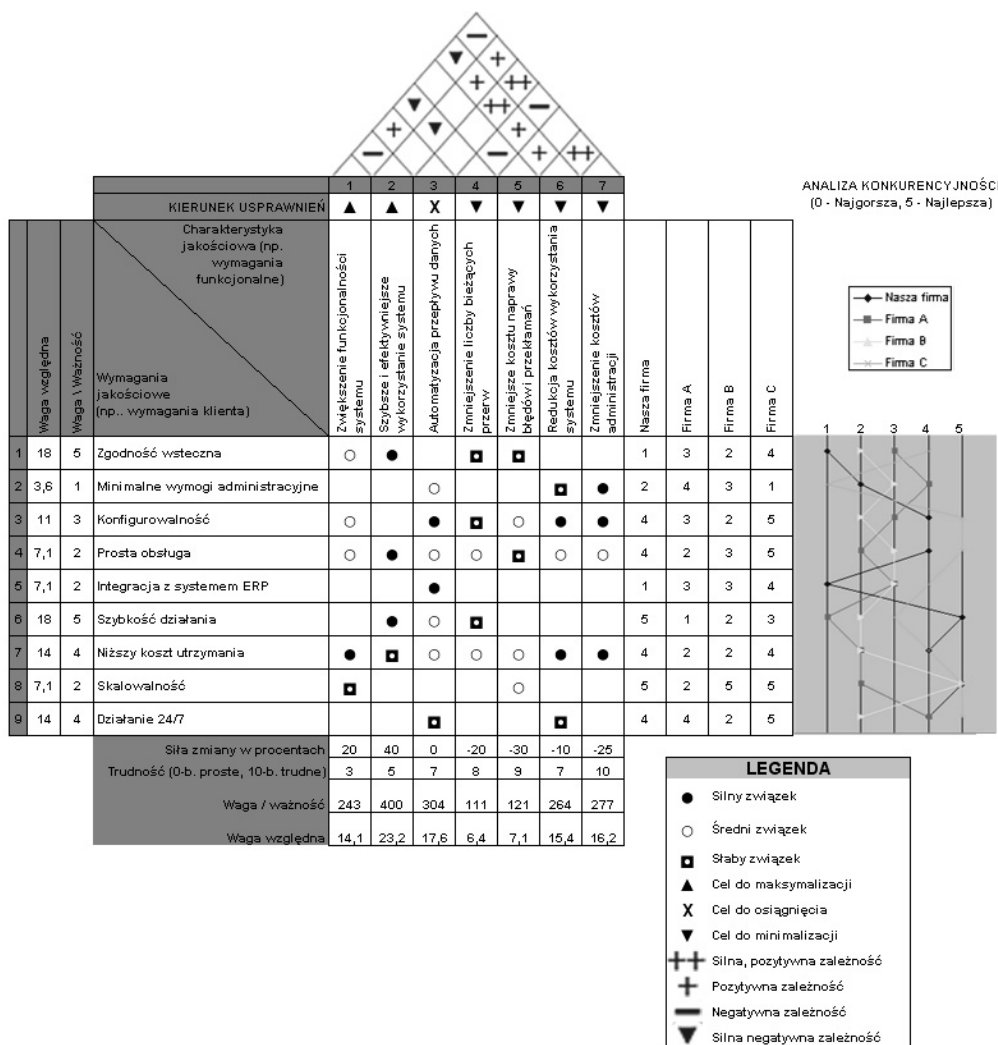 1 2 3 4 5 6 7
KIERUNEK USPRAWNIEŃ ▲ ▲ X ▼ ▼ ▼ ▼
ANALIZA KONKURENCYJNOŚCI
(0 - Najgorsza, 5 - Najlepsza)
Waga względna
Waga \ Ważność
Charakterystyka
jakościowa (np.
wymagania
funkcjonalne)
Wymagania
jakościowe
(np.. wymagania klienta)
Zwiększenie funkcjonalności
systemu
Szybsze i efektywniejsze
wykorzystanie systemu
Automatyzacja przepływu danych
Zmniejszenie liczby bieżących
przerw
Zmniejsze kosztu naprawy
błędów i przekłamań
Redukcja kosztów wykorzystania
systemu
Zmniejszenie kosztów
administracji
Nasza firma
Firma A
Firma B
Firma C
Nasza firma
Firma A
Firma B
Firma C
1 2 3 4 5
1 18 5 Zgodność wsteczna 1 3 2 4
2 3,6 1 Minimalne wymogi administracyjne 2 4 3 1
3 11 3 Konfigurowalność 4 3 2 5
4 7,1 2 Prosta obsługa 4 2 3 5
5 7,1 2 Integracja z systemem ERP 1 3 3 4
6 18 5 Szybkość działania 5 1 2 3
7 14 4 Niższy koszt utrzymania 4 2 2 4
8 7,1 2 Skalowalność 5 2 5 5
9 14 4 Działanie 24/7 4 4 2 5
Siła zmiany w procentach 20 40 0 -20 -30 -10 -25
Trudność (0-b. proste, 10-b. trudne) 3 5 7 8 9 7 10
Waga / ważność 243 400 304 111 121 264 277
Waga względna 14,1 23,2 17,6 6,4 7,1 15,4 16,2
LEGENDA
Silny związek
Średni związek
Słaby związek
Cel do maksymalizacji
X Cel do osiągnięcia
Cel do minimalizacji
++ Silna, pozytywna zależność
+ Pozytywna zależność
Negatywna zależność
Silna negatywna zależność